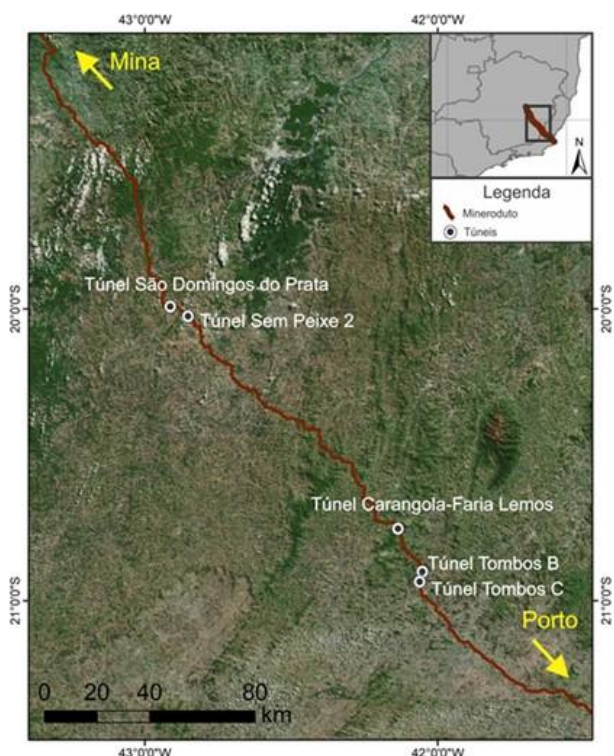 43°0'0"W
42°0'0"W
Mina
N
Legenda
Mineroduto
Túneis
Túnel São Domingos do Prata
Túnel Sem Peixe 2
20°0'0"S
20°0'0"S
Túnel Carangola-Faria Lemos
Túnel Tombos B
Túnel Tombos C
21°0'0"S
21°0'0"S
Porto
0 20 40 80
km
43°0'0"W
42°0'0"W